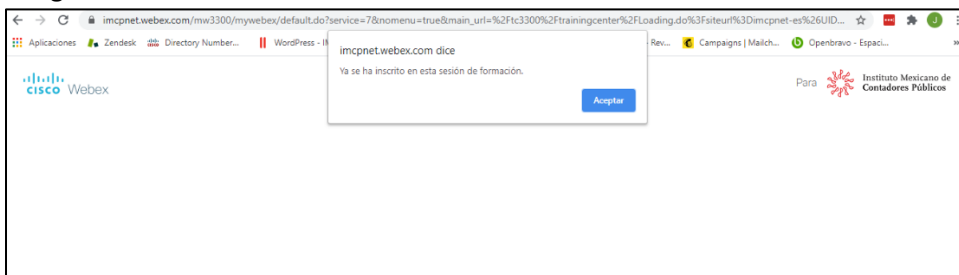 imcpnet.webex.com/mw3300/mywebex/default.do?service=7&nomenu=true&main_url=%2Ftc3300%2Ftrainingcenter%2FLoading.do%3Fsiteurl%3Dimcpnet-es%26UID...
Aplicaciones Zendesk Directory Number... WordPress - Rev... Campaigns | Mailch... Openbravo - Espaci... »
imcpnet.webex.com dice
Ya se ha inscrito en esta sesión de formación.
Aceptar
cisco Webex
Para Instituto Mexicano de
Contadores Públicos